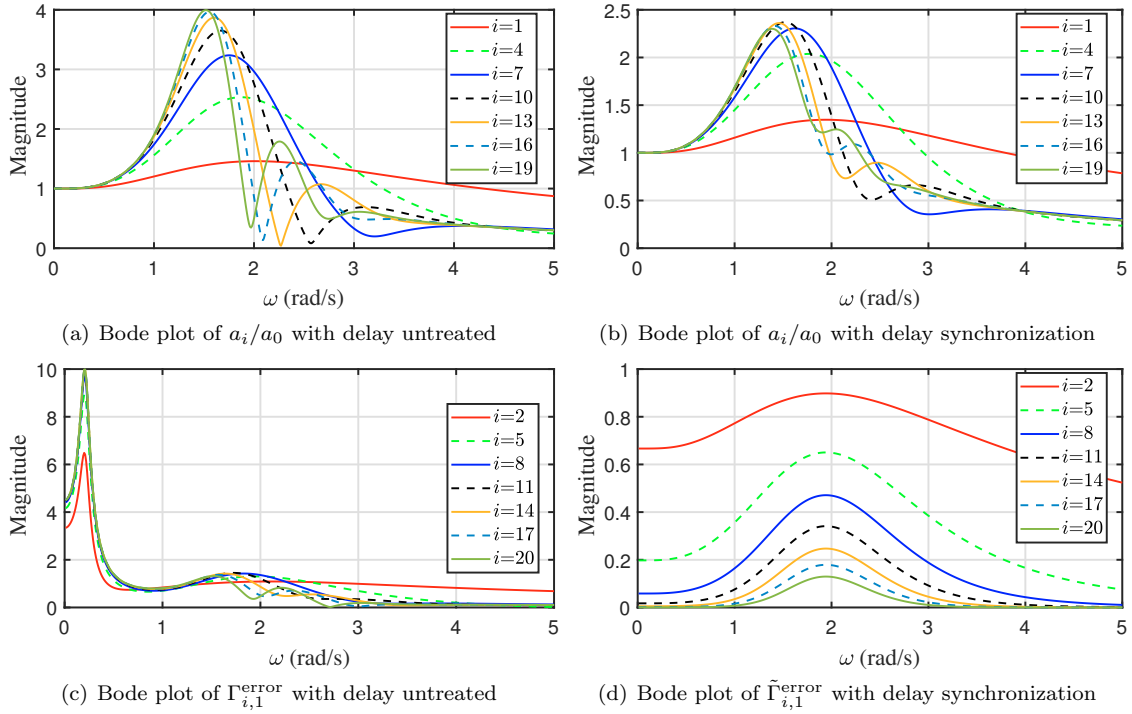 4
3
2
1
0
Magnitude
0 1 2 3 4 5
ω (rad/s)
i=1
i=4
i=7
i=10
i=13
i=16
i=19
(a) Bode plot of a_i/a_0 with delay untreated
2.5
2
1.5
1
0.5
0
Magnitude
0 1 2 3 4 5
ω (rad/s)
i=1
i=4
i=7
i=10
i=13
i=16
i=19
(b) Bode plot of a_i/a_0 with delay synchronization
10
8
6
4
2
0
Magnitude
0 1 2 3 4 5
ω (rad/s)
i=2
i=5
i=8
i=11
i=14
i=17
i=20
(c) Bode plot of Γ_{i,1}^{error} with delay untreated
1
0.8
0.6
0.4
0.2
0
Magnitude
0 1 2 3 4 5
ω (rad/s)
i=2
i=5
i=8
i=11
i=14
i=17
i=20
(d) Bode plot of Γ̃_{i,1}^{error} with delay synchronization